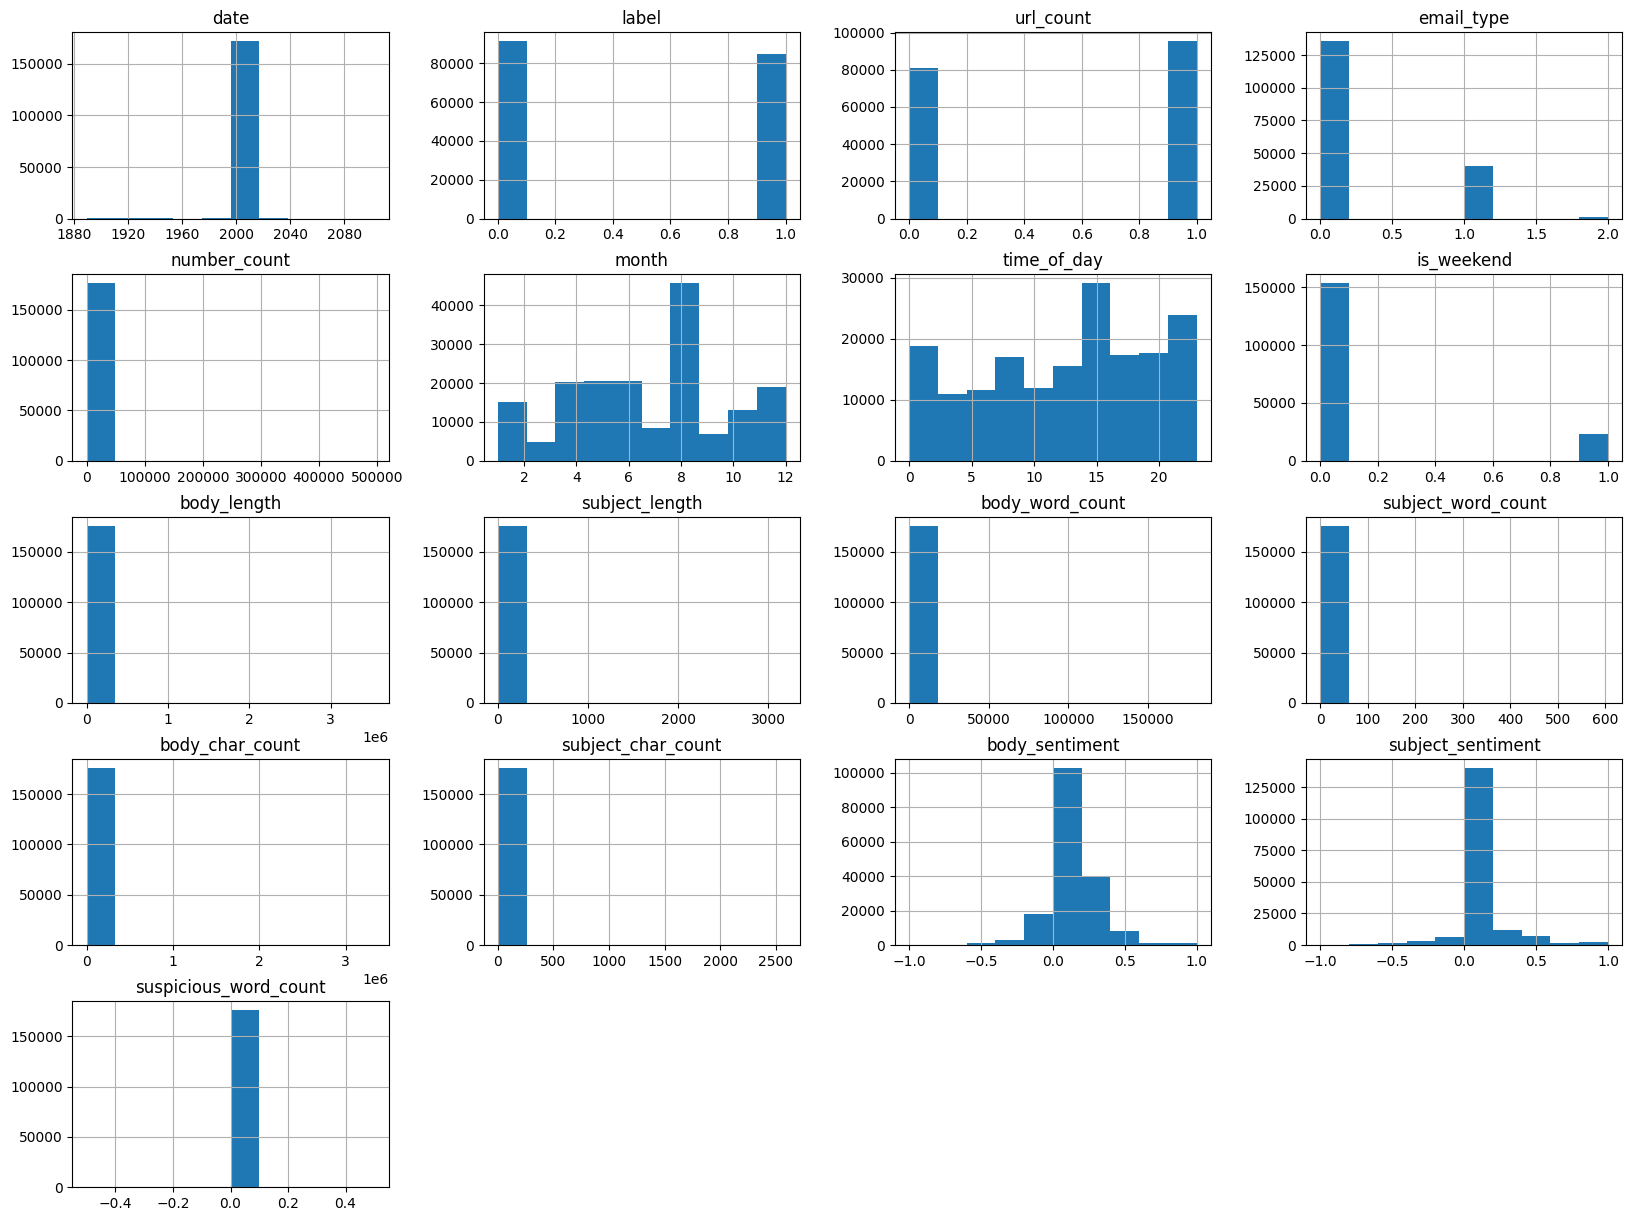 date label url_count email_type
150000 100000 50000 0
1880 1920 1960 2000 2040 2080
80000 60000 40000 20000 0
0.0 0.2 0.4 0.6 0.8 1.0
100000 80000 60000 40000 20000 0
0.0 0.2 0.4 0.6 0.8 1.0
125000 100000 75000 50000 25000 0
0.0 0.5 1.0 1.5 2.0
number_count month time_of_day is_weekend
150000 100000 50000 0
0 100000 200000 300000 400000 500000
40000 30000 20000 10000 0
2 4 6 8 10 12
30000 20000 10000 0
0 5 10 15 20
150000 100000 50000 0
0.0 0.2 0.4 0.6 0.8 1.0
body_length subject_length body_word_count subject_word_count
150000 100000 50000 0
0 1 2 3
1e6
150000 100000 50000 0
0 1000 2000 3000
150000 100000 50000 0
0 50000 100000 150000
150000 100000 50000 0
0 100 200 300 400 500 600
body_char_count subject_char_count body_sentiment subject_sentiment
150000 100000 50000 0
0 1 2 3
1e6
150000 100000 50000 0
0 500 1000 1500 2000 2500
100000 80000 60000 40000 20000 0
−1.0 −0.5 0.0 0.5 1.0
125000 100000 75000 50000 25000 0
−1.0 −0.5 0.0 0.5 1.0
suspicious_word_count
150000 100000 50000 0
−0.4 −0.2 0.0 0.2 0.4